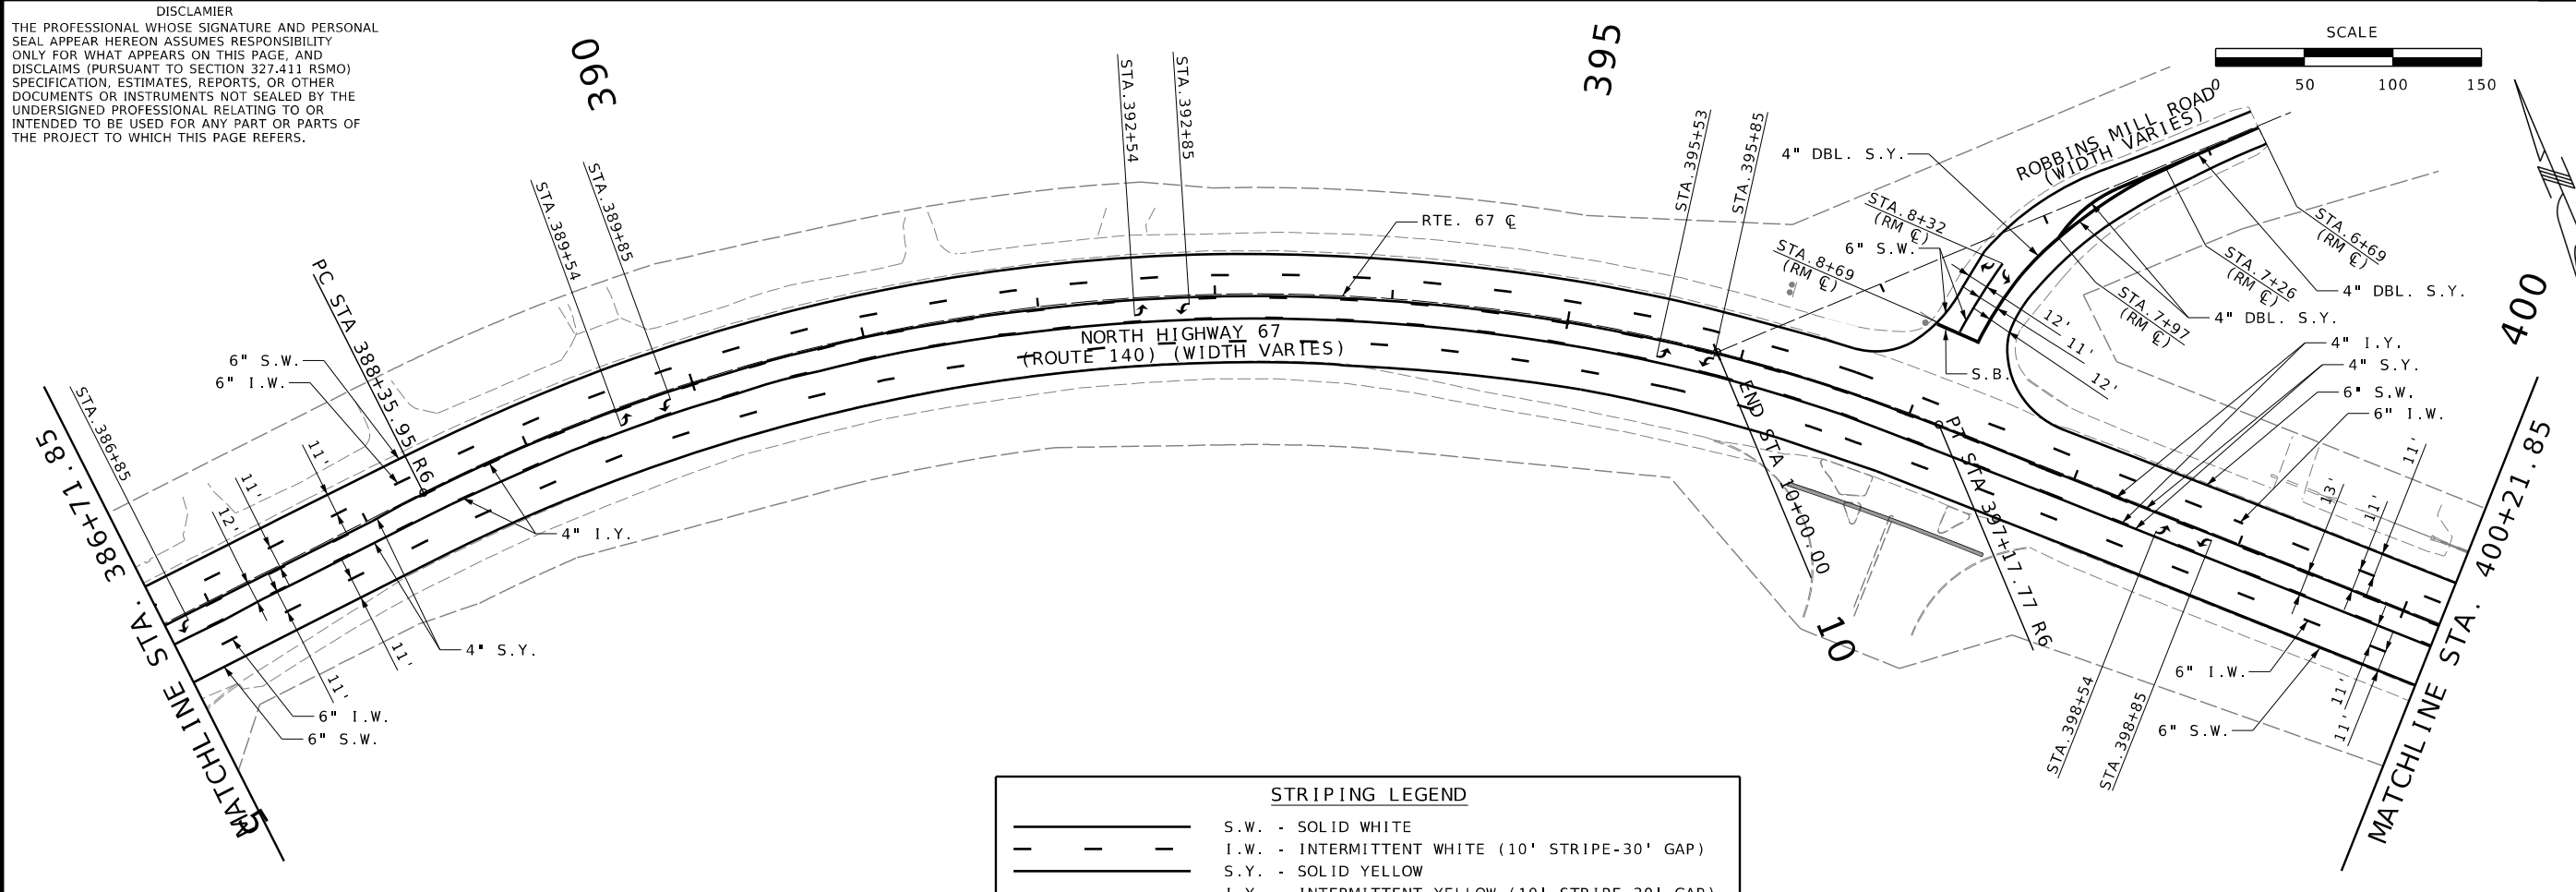 DISCLAMIER
THE PROFESSIONAL WHOSE SIGNATURE AND PERSONAL
SEAL APPEAR HEREON ASSUMES RESPONSIBILITY
ONLY FOR WHAT APPEARS ON THIS PAGE, AND
DISCLAIMS (PURSUANT TO SECTION 327.411 RSMO)
SPECIFICATION, ESTIMATES, REPORTS, OR OTHER
DOCUMENTS OR INSTRUMENTS NOT SEALED BY THE
UNDERSIGNED PROFESSIONAL RELATING TO OR
INTENDED TO BE USED FOR ANY PART OR PARTS OF
THE PROJECT TO WHICH THIS PAGE REFERS.
390
395
SCALE
0 50 100 150
STA.389+54
STA.389+85
STA.392+54
STA.392+85
STA.395+53
STA.395+85
4" DBL. S.Y.
ROBBINS MILL ROAD
(WIDTH VARIES)
STA.8+32
(RM ℄)
6" S.W.
STA.8+69
(RM ℄)
STA.6+69
(RM ℄)
STA.7+26
(RM ℄)
STA.7+97
(RM ℄)
4" DBL. S.Y.
4" DBL. S.Y.
12'
11'
12'
S.B.
RTE. 67 ℄
NORTH HIGHWAY 67
(ROUTE 140) (WIDTH VARIES)
PC STA 388+35.95 R6
6" S.W.
6" I.W.
STA.386+85
MATCHLINE STA. 386+71.85
11'
11'
12'
4" I.Y.
4" S.Y.
11'
11'
6" I.W.
6" S.W.
END STA 10+00.00
10
PT STA 397+17.77 R6
400
4" I.Y.
4" S.Y.
6" S.W.
6" I.W.
11'
13'
11'
STA.398+54
STA.398+85
6" I.W.
6" S.W.
11'
11'
MATCHLINE STA. 400+21.85
STRIPING LEGEND
S.W. - SOLID WHITE
I.W. - INTERMITTENT WHITE (10' STRIPE-30' GAP)
S.Y. - SOLID YELLOW
I.Y. - INTERMITTENT YELLOW (10' STRIPE-30' GAP)